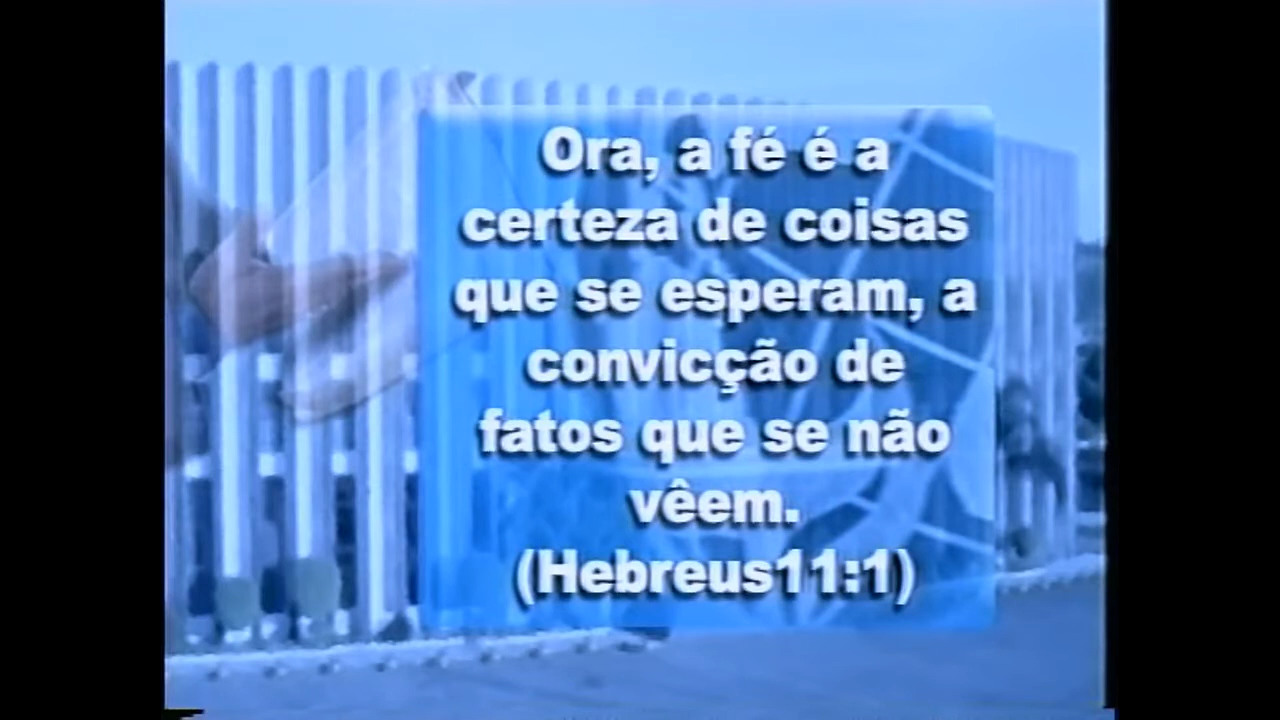 Ora, a fé é a
certeza de coisas
que se esperam, a
convicção de
fatos que se não
vêem.
(Hebreus11:1)